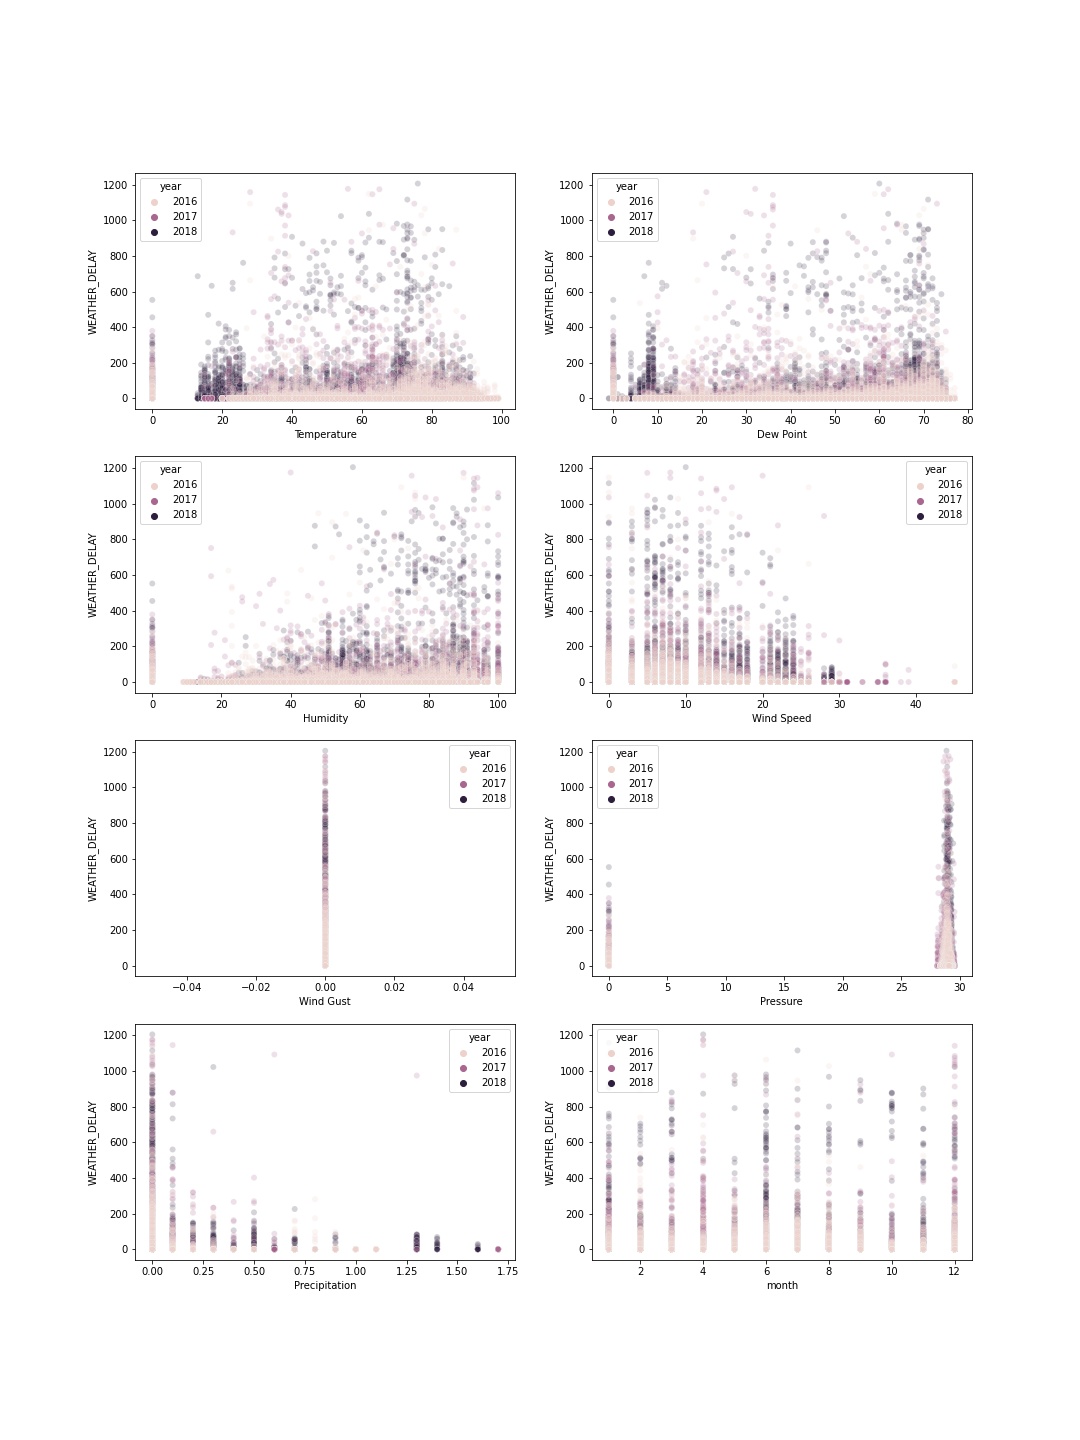 1200
1000
800
600
400
200
0
WEATHER_DELAY
year
2016
2017
2018
0 20 40 60 80 100
Temperature
1200
1000
800
600
400
200
0
WEATHER_DELAY
year
2016
2017
2018
0 10 20 30 40 50 60 70 80
Dew Point
1200
1000
800
600
400
200
0
WEATHER_DELAY
year
2016
2017
2018
0 20 40 60 80 100
Humidity
1200
1000
800
600
400
200
0
WEATHER_DELAY
year
2016
2017
2018
0 10 20 30 40
Wind Speed
1200
1000
800
600
400
200
0
WEATHER_DELAY
year
2016
2017
2018
−0.04 −0.02 0.00 0.02 0.04
Wind Gust
1200
1000
800
600
400
200
0
WEATHER_DELAY
year
2016
2017
2018
0 5 10 15 20 25 30
Pressure
1200
1000
800
600
400
200
0
WEATHER_DELAY
year
2016
2017
2018
0.00 0.25 0.50 0.75 1.00 1.25 1.50 1.75
Precipitation
1200
1000
800
600
400
200
0
WEATHER_DELAY
year
2016
2017
2018
2 4 6 8 10 12
month